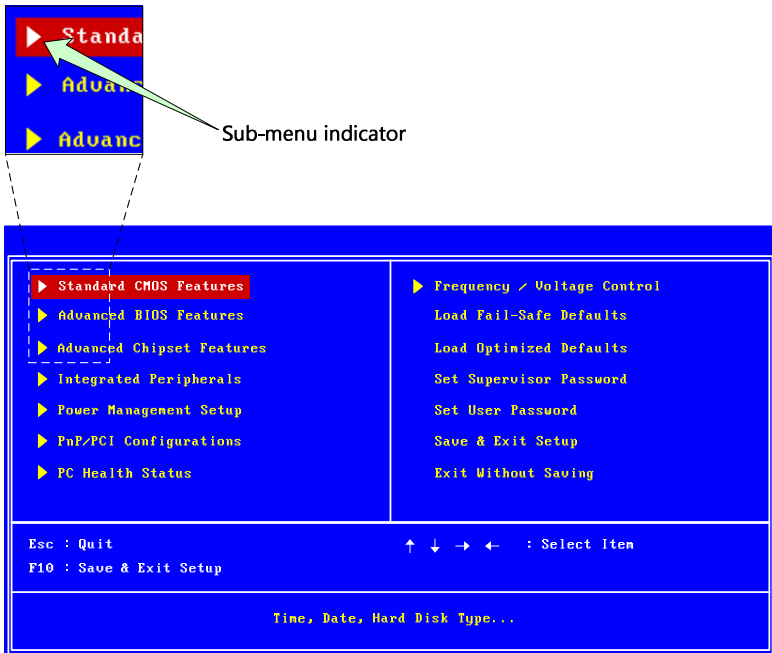 Standa
Advanc
Advanc
Sub-menu indicator
Standard CMOS Features
Advanced BIOS Features
Advanced Chipset Features
Integrated Peripherals
Power Management Setup
PnP/PCI Configurations
PC Health Status
Frequency / Voltage Control
Load Fail-Safe Defaults
Load Optimized Defaults
Set Supervisor Password
Set User Password
Save & Exit Setup
Exit Without Saving
Esc : Quit
F10 : Save & Exit Setup
↑ ↓ → ← : Select Item
Time, Date, Hard Disk Type...